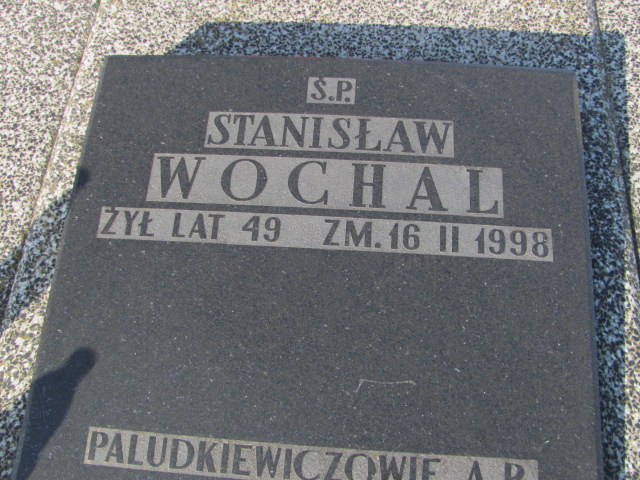 Ś.P.
STANISŁAW
WOCHAL
ŻYŁ LAT 49 ZM. 16 II 1998
PALUDKIEWICZOWIE A.R.